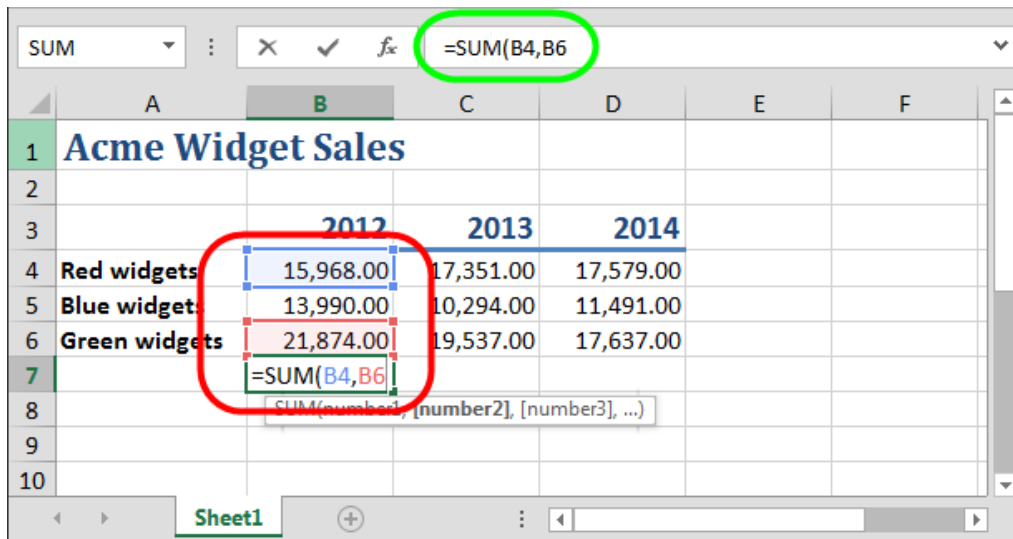 SUM fx =SUM(B4,B6
A B C D E F
1 Acme Widget Sales
2
3 2012 2013 2014
4 Red widgets 15,968.00 17,351.00 17,579.00
5 Blue widgets 13,990.00 10,294.00 11,491.00
6 Green widgets 21,874.00 19,537.00 17,637.00
7 =SUM(B4,B6
8 SUM(number1, [number2], [number3], ...)
9
10
Sheet1